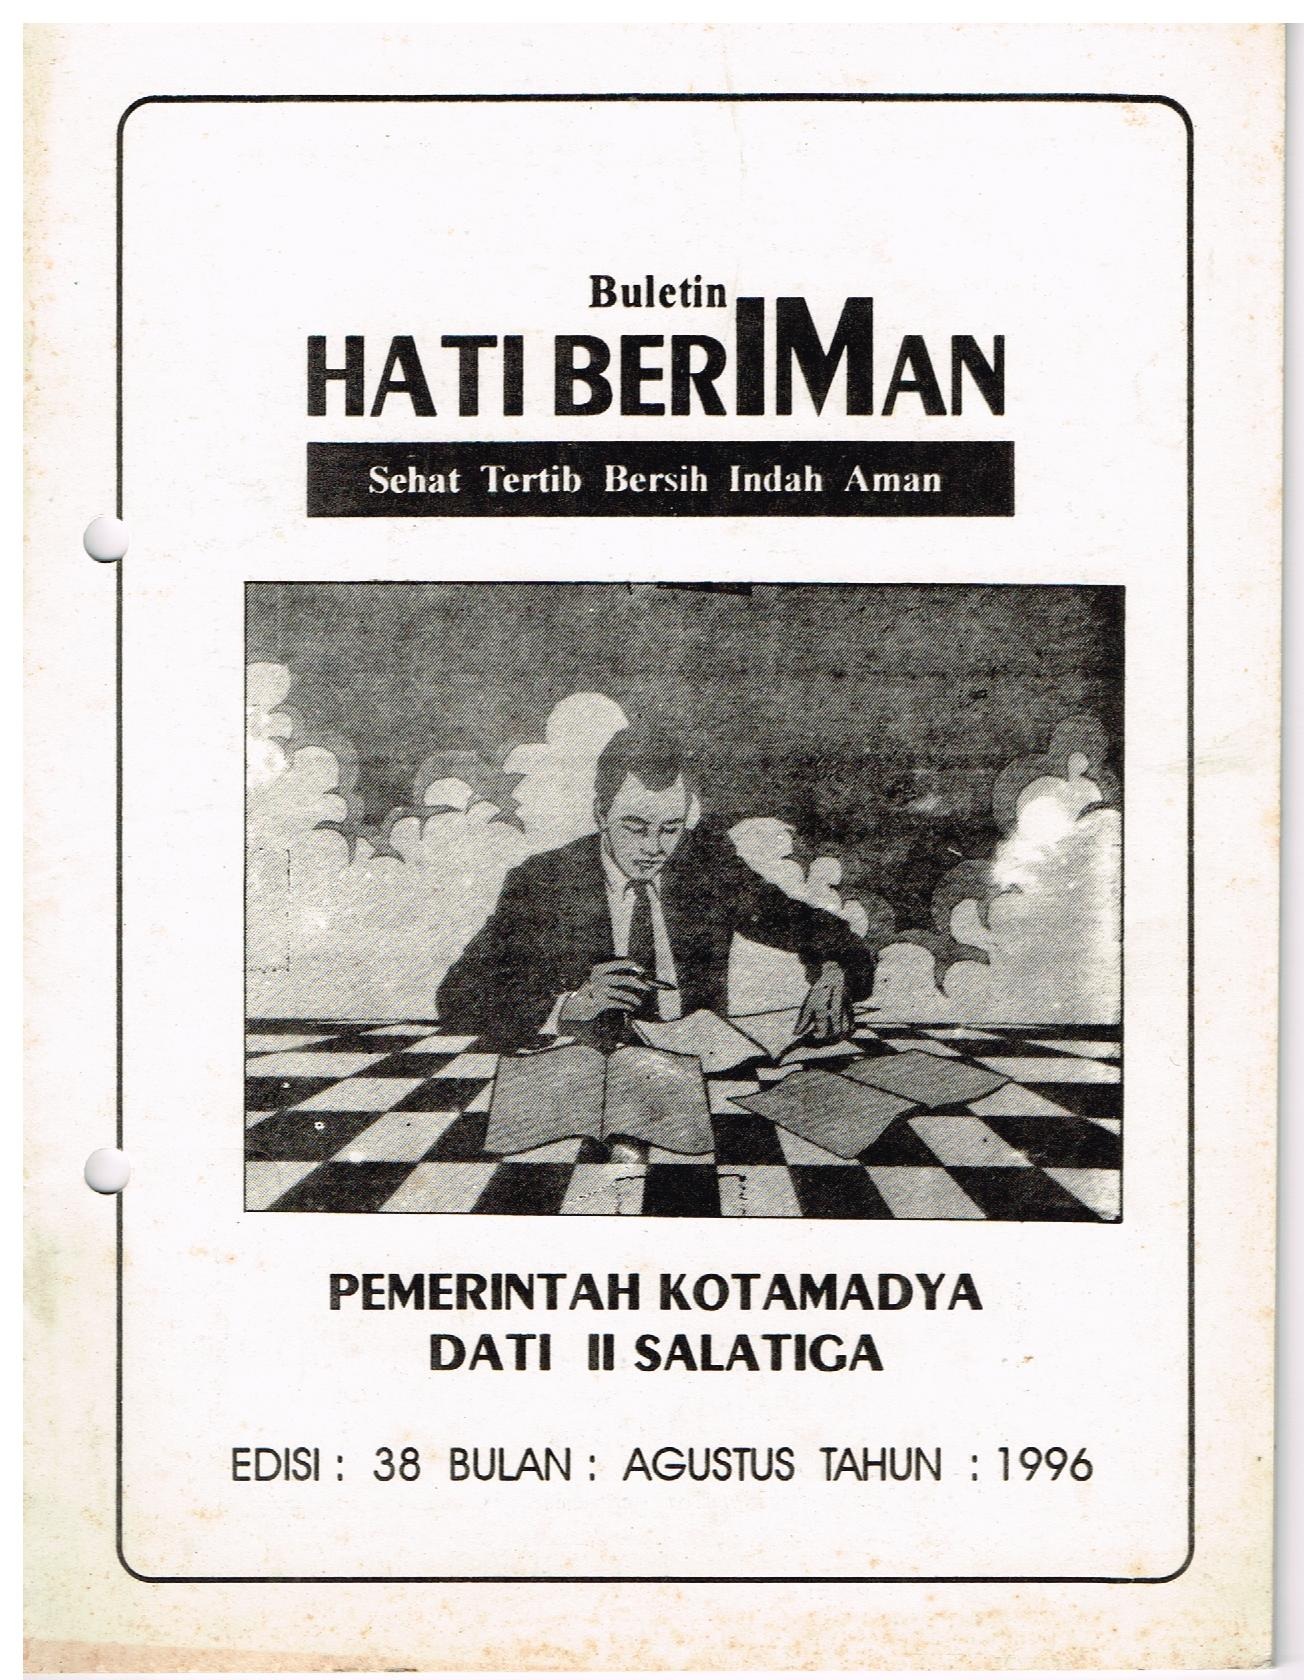 Buletin
HATI BERIMAN
Sehat Tertib Bersih Indah Aman
PEMERINTAH KOTAMADYA
DATI II SALATIGA
EDISI : 38 BULAN : AGUSTUS TAHUN : 1996